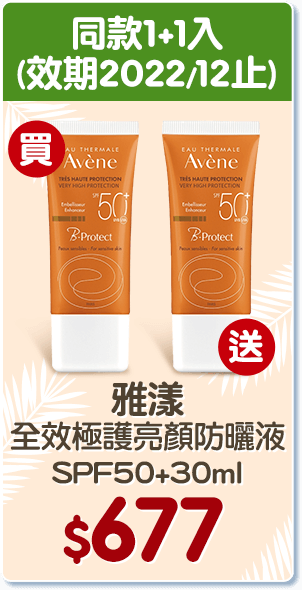 同款1+1入
(效期2022/12止)
買
EAU THERMALE
Avène
TRÈS HAUTE PROTECTION
VERY HIGH PROTECTION
SPF 50+
Embellisseur
Enhancer
B-Protect
Peaux sensibles - For sensitive skin
EAU THERMALE
Avène
TRÈS HAUTE PROTECTION
VERY HIGH PROTECTION
SPF 50+
Embellisseur
Enhancer
B-Protect
Peaux sensibles - For sensitive skin
送
雅漾
全效極護亮顏防曬液
SPF50+30ml
$677